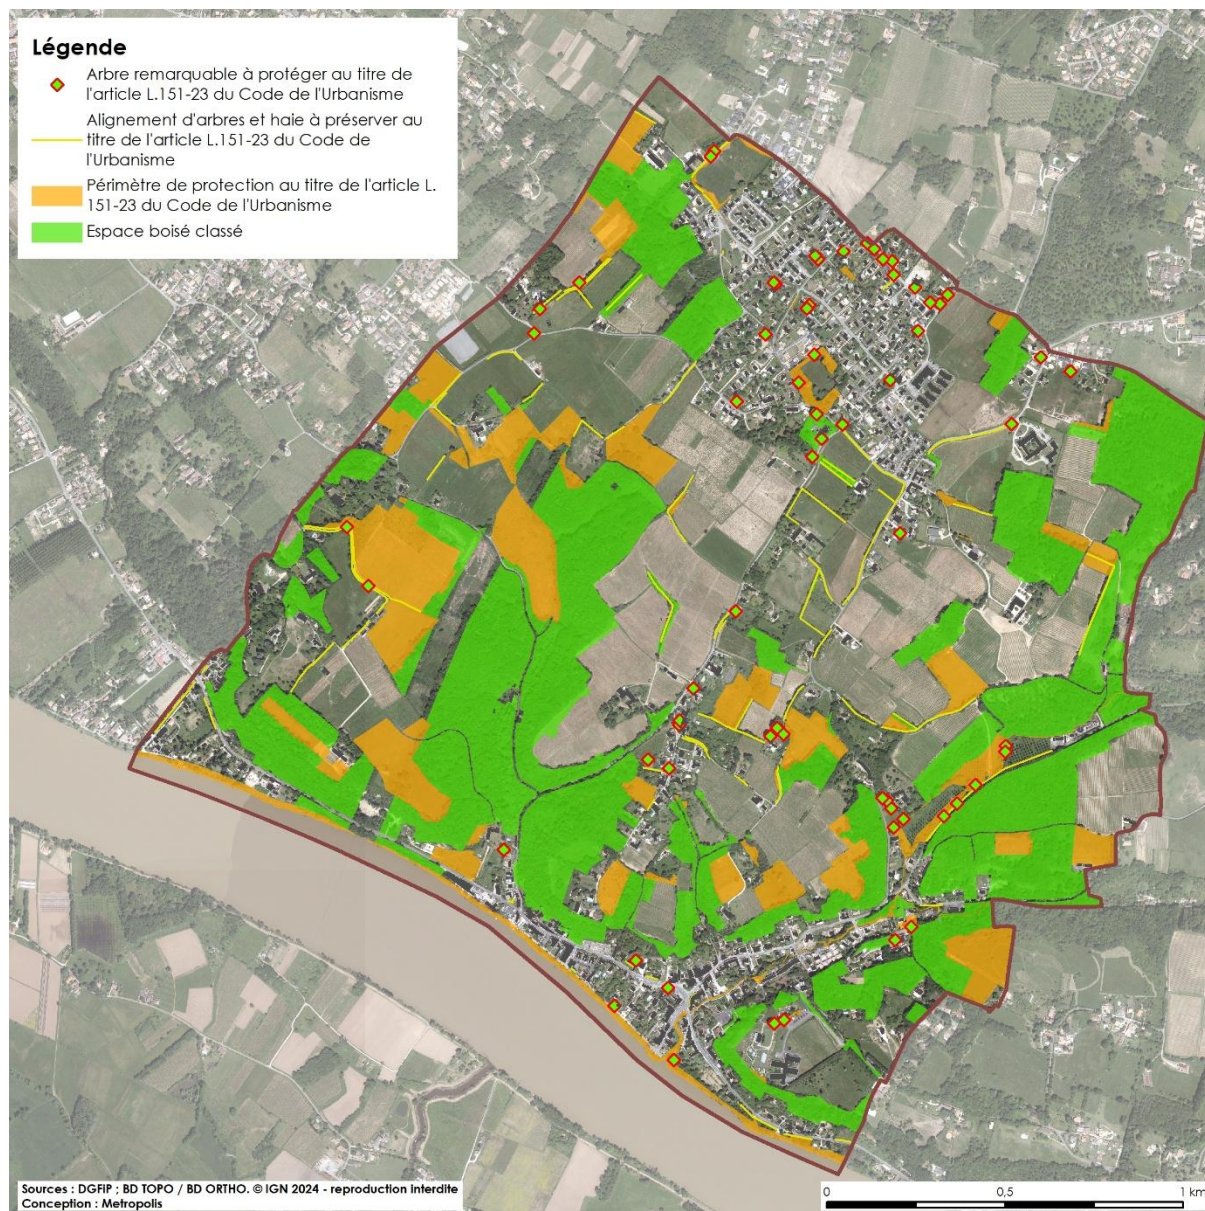 Légende
Arbre remarquable à protéger au titre de
l'article L.151-23 du Code de l'Urbanisme
Alignement d'arbres et haie à préserver au
titre de l'article L.151-23 du Code de
l'Urbanisme
Périmètre de protection au titre de l'article L.
151-23 du Code de l'Urbanisme
Espace boisé classé
Sources : DGFiP ; BD TOPO / BD ORTHO. © IGN 2024 - reproduction interdite
Conception : Metropolis
0 0,5 1 km